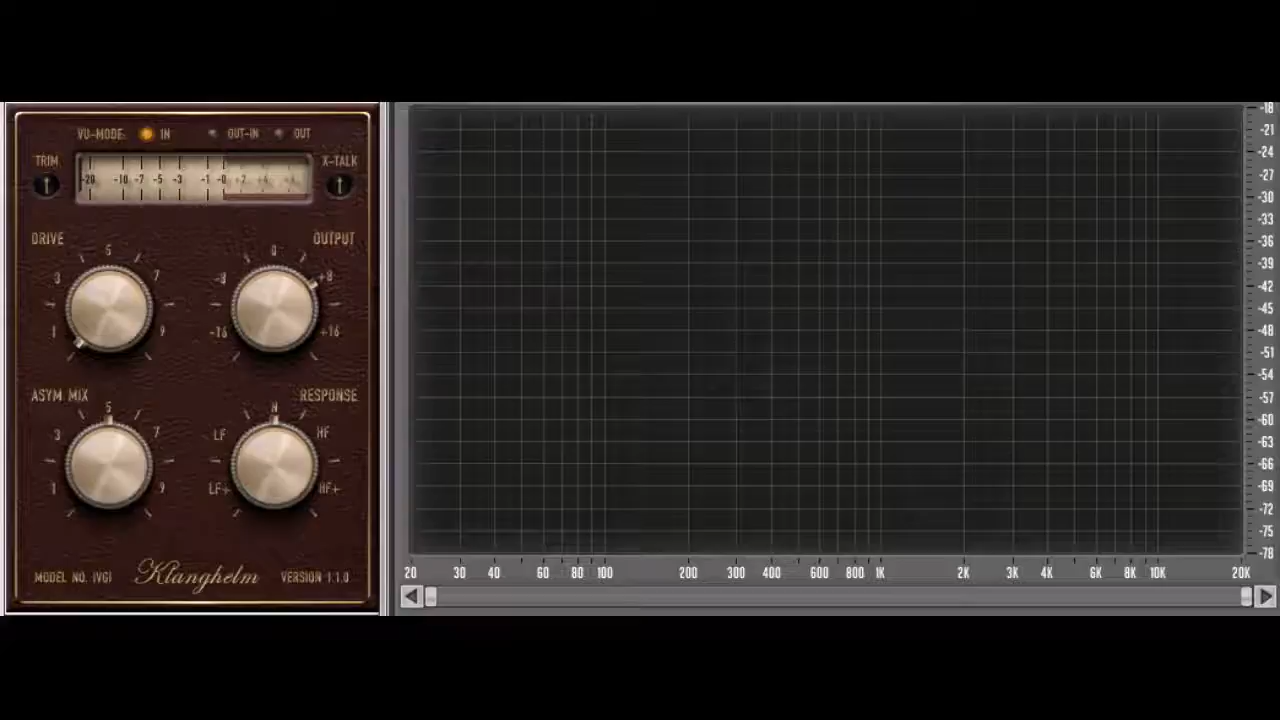 VU-MODE: IN OUT-IN OUT
TRIM X-TALK
-20 -10 -7 -5 -3 -1 -0 +2 +4
DRIVE OUTPUT
5 0
3 7 -8 +8
1 9 -16 +16
ASYM MIX RESPONSE
5 N
3 7 LF HF
1 9 LF+ HF+
MODEL NO. IVGI Klanghelm VERSION 1.1.0
-18
-21
-24
-27
-30
-33
-36
-39
-42
-45
-48
-51
-54
-57
-60
-63
-66
-69
-72
-75
-78
20 30 40 60 80 100 200 300 400 600 800 1K 2K 3K 4K 6K 8K 10K 20K